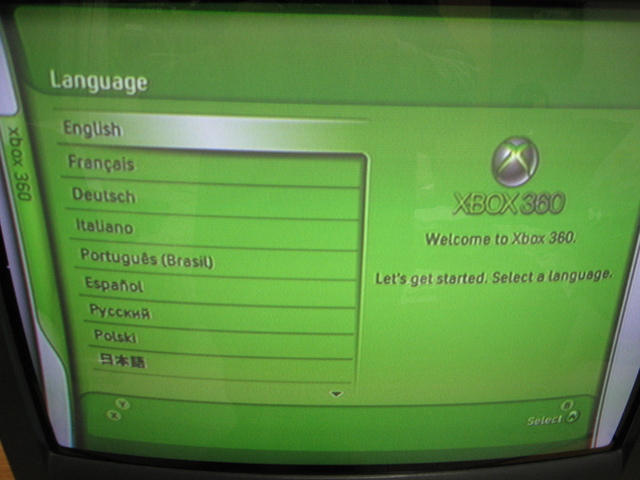 Language
xbox 360
English
Français
Deutsch
Italiano
Português (Brasil)
Español
Русский
Polski
日本語
XBOX 360
Welcome to Xbox 360.
Let's get started. Select a language.
Y
X
B
Select A